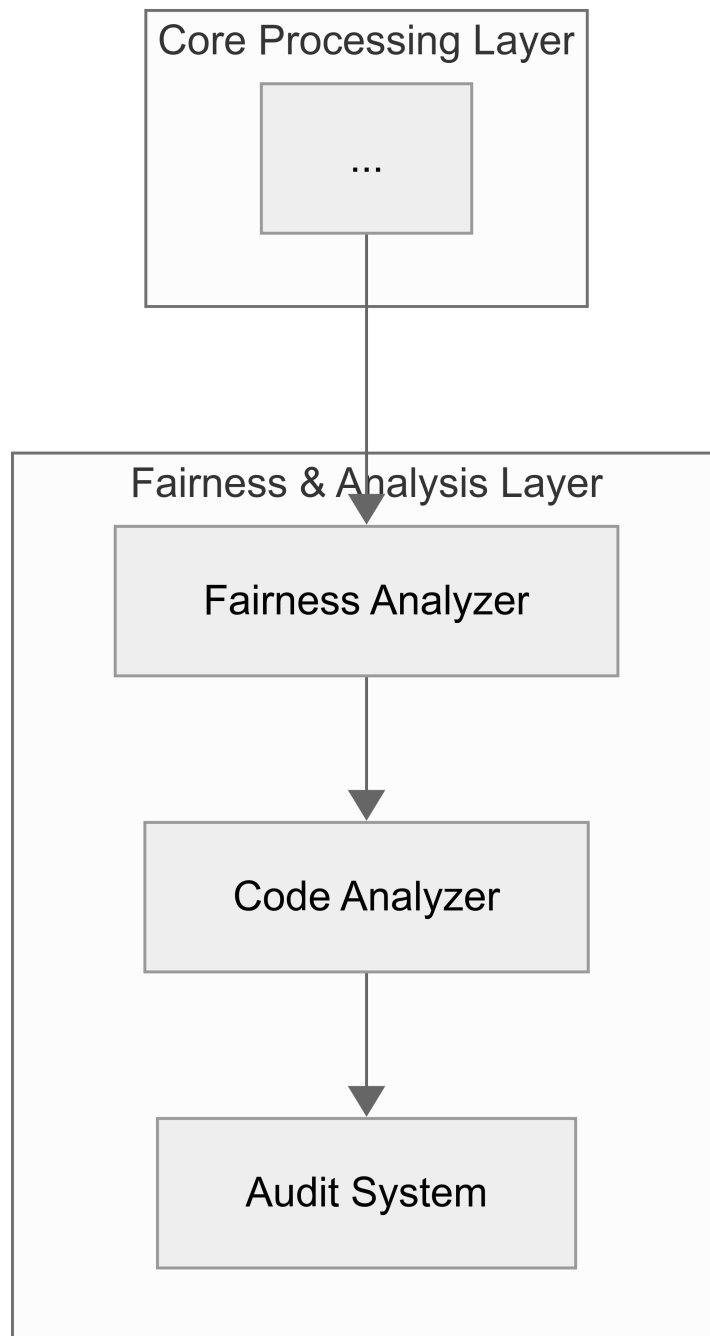 Core Processing Layer
...
Fairness & Analysis Layer
Fairness Analyzer
Code Analyzer
Audit System